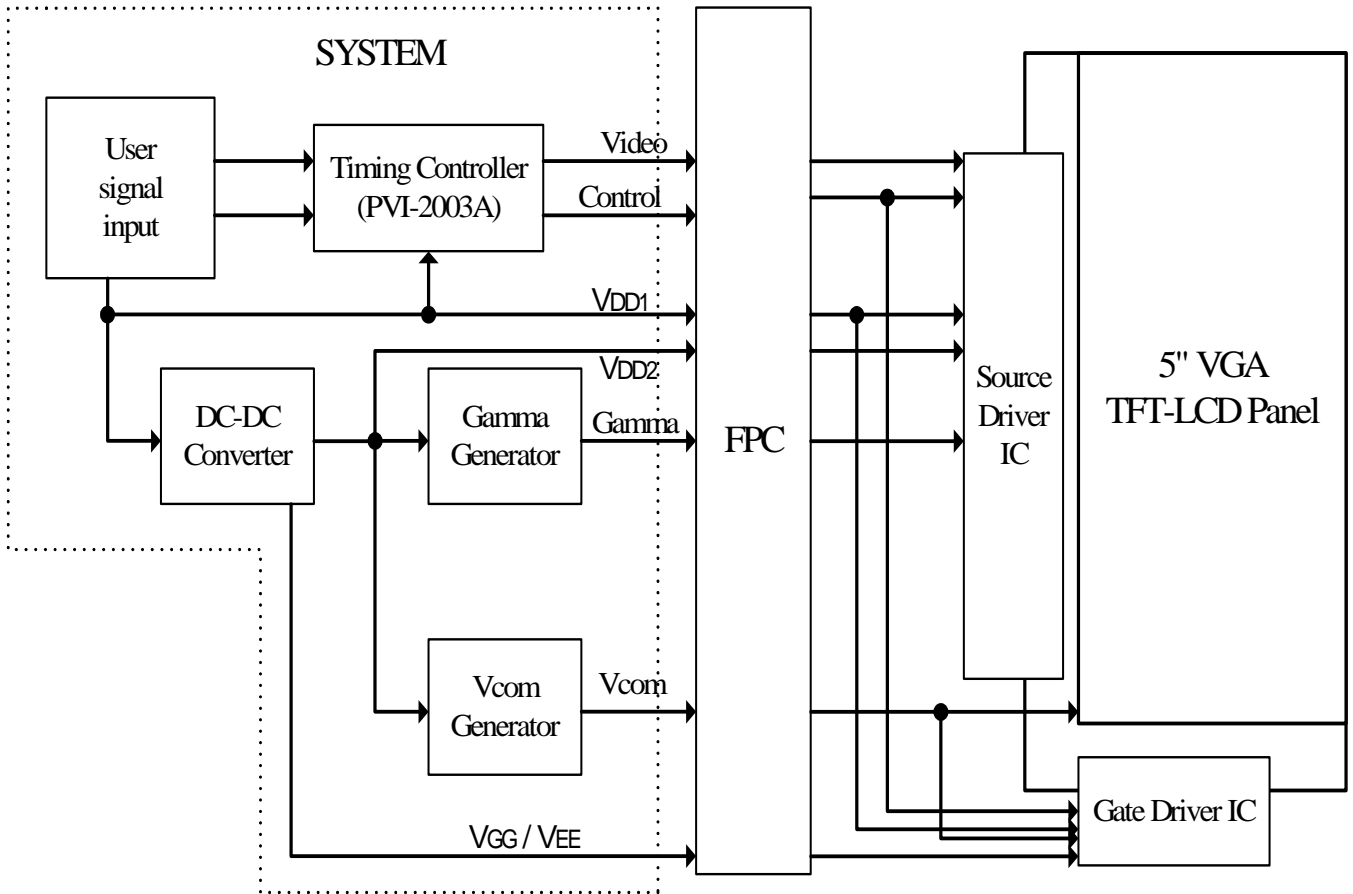 SYSTEM
User
signal
input
Timing Controller
(PVI-2003A)
Video
Control
VDD1
VDD2
DC-DC
Converter
Gamma
Generator
Gamma
FPC
Source
Driver
IC
5" VGA
TFT-LCD Panel
Vcom
Generator
Vcom
Gate Driver IC
VGG / VEE